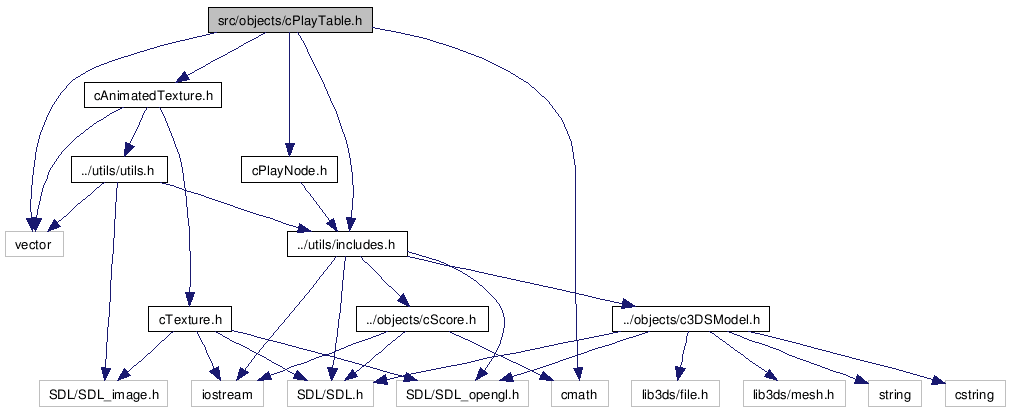 src/objects/cPlayTable.h
cAnimatedTexture.h
../utils/utils.h
cPlayNode.h
vector
../utils/includes.h
cTexture.h
../objects/cScore.h
../objects/c3DSModel.h
SDL/SDL_image.h
iostream
SDL/SDL.h
SDL/SDL_opengl.h
cmath
lib3ds/file.h
lib3ds/mesh.h
string
cstring